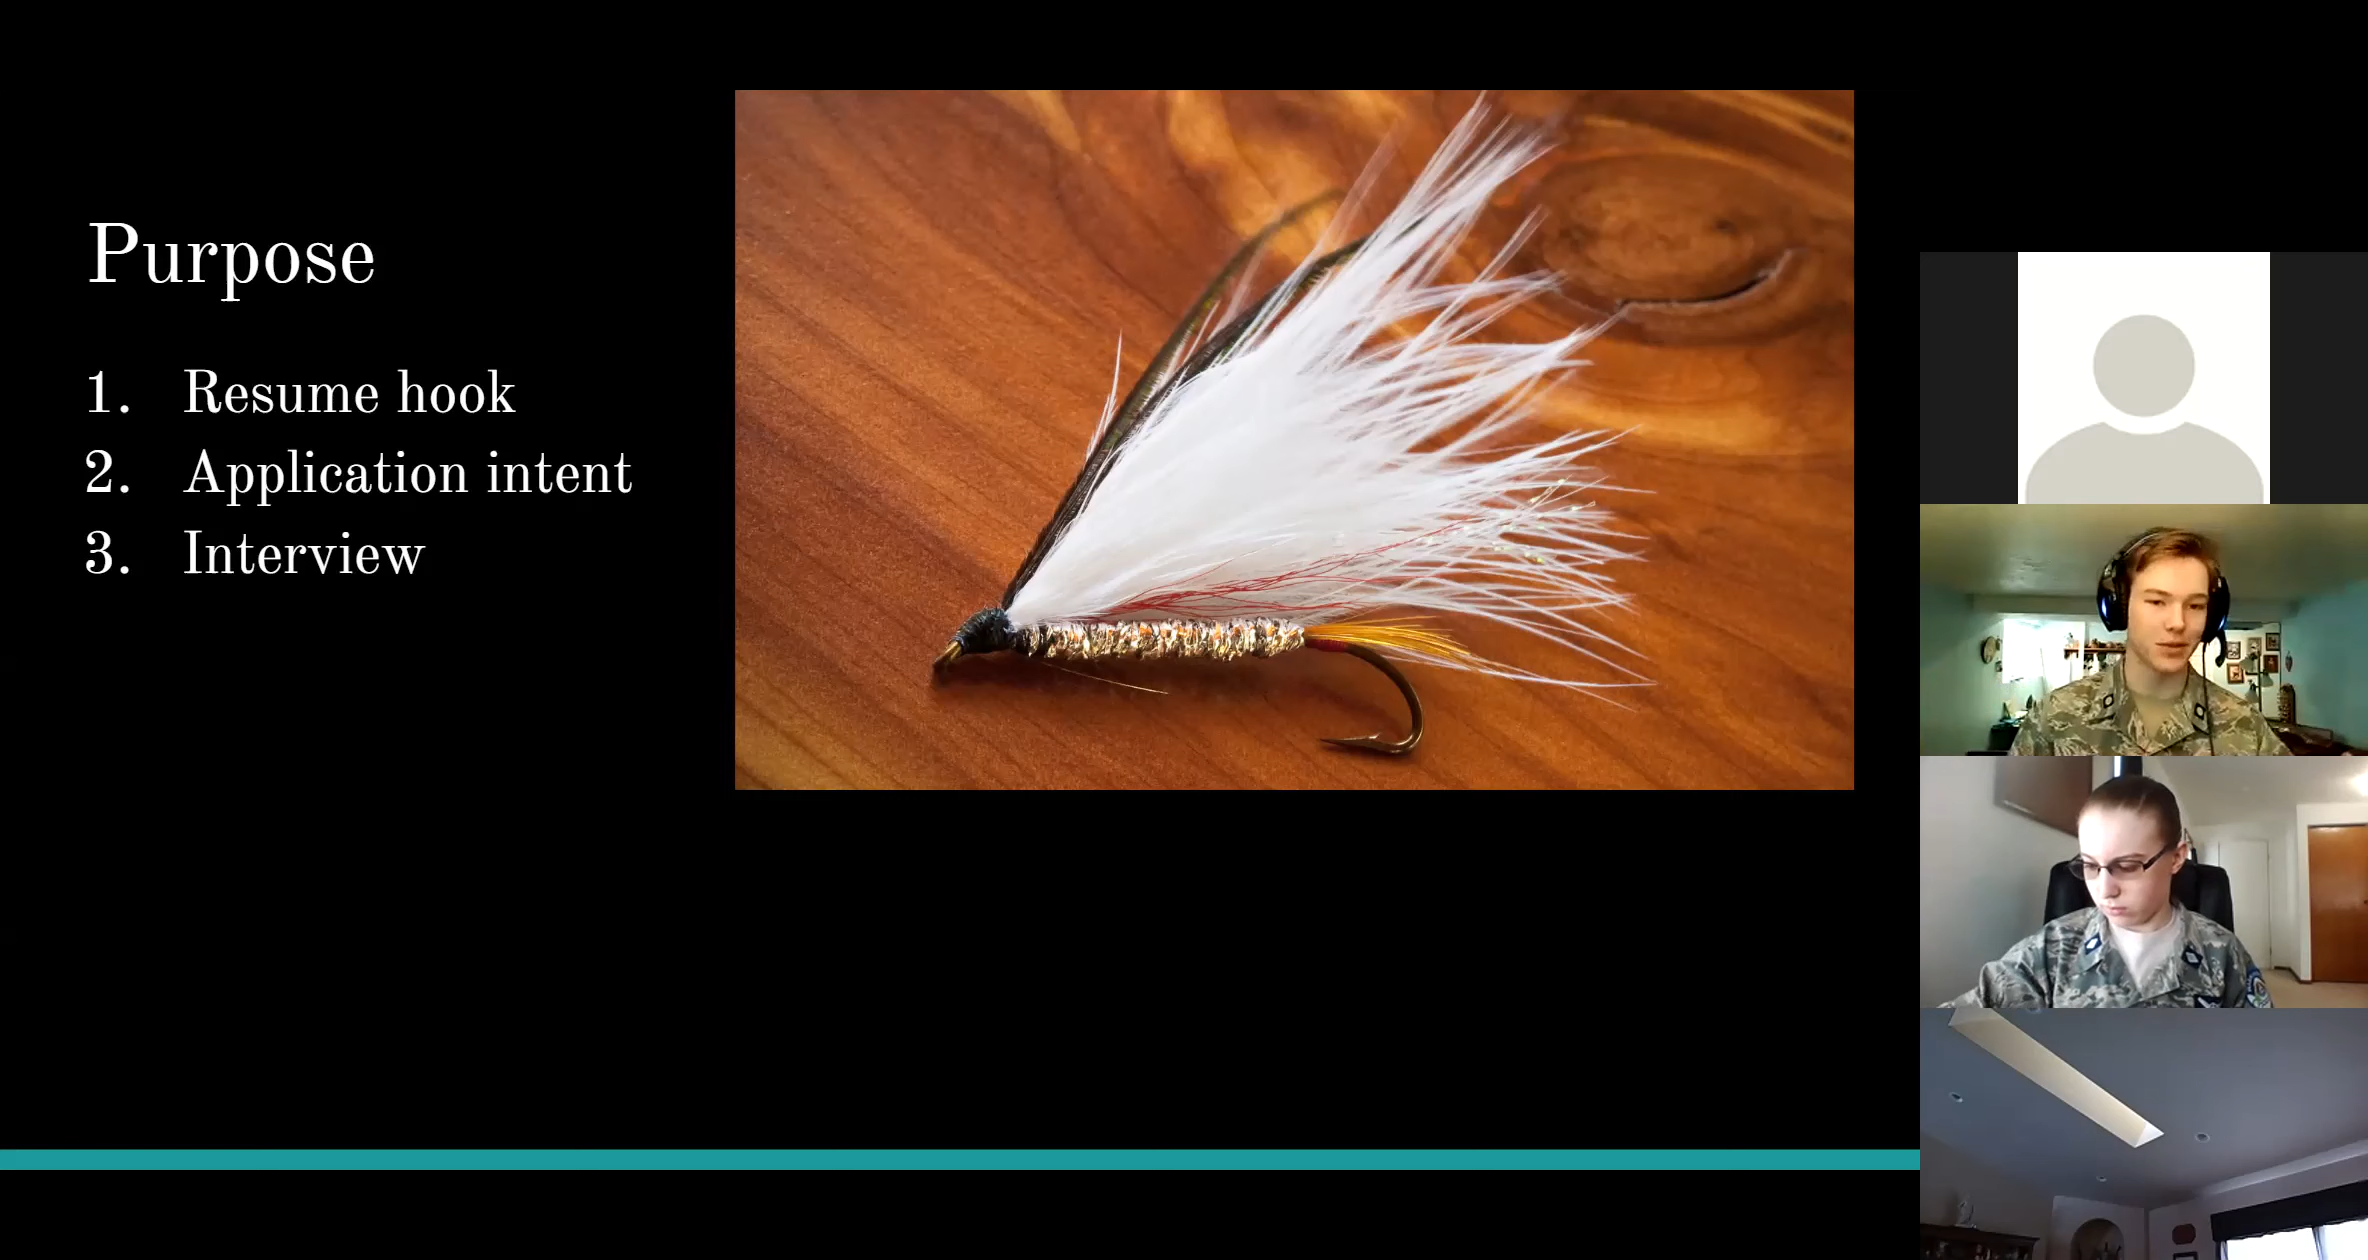 Purpose
1. Resume hook
2. Application intent
3. Interview